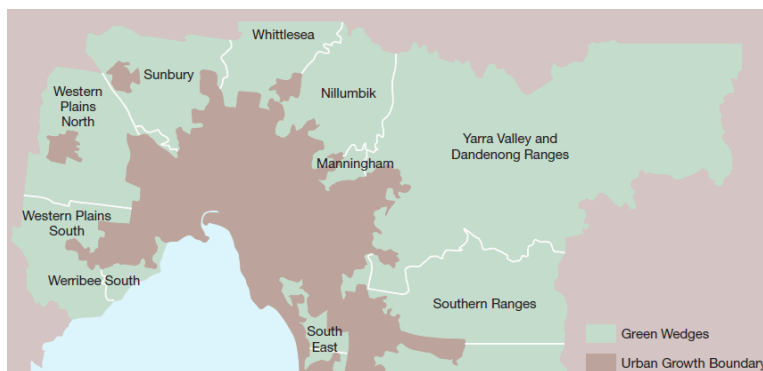 Whittlesea
Sunbury
Western
Plains
North
Nillumbik
Yarra Valley and
Dandenong Ranges
Manningham
Western Plains
South
Werribee South
Southern Ranges
South
East
Green Wedges
Urban Growth Boundary